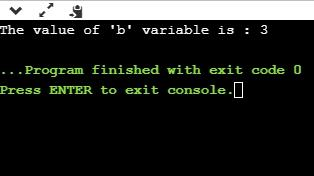 The value of 'b' variable is : 3
...Program finished with exit code 0
Press ENTER to exit console.